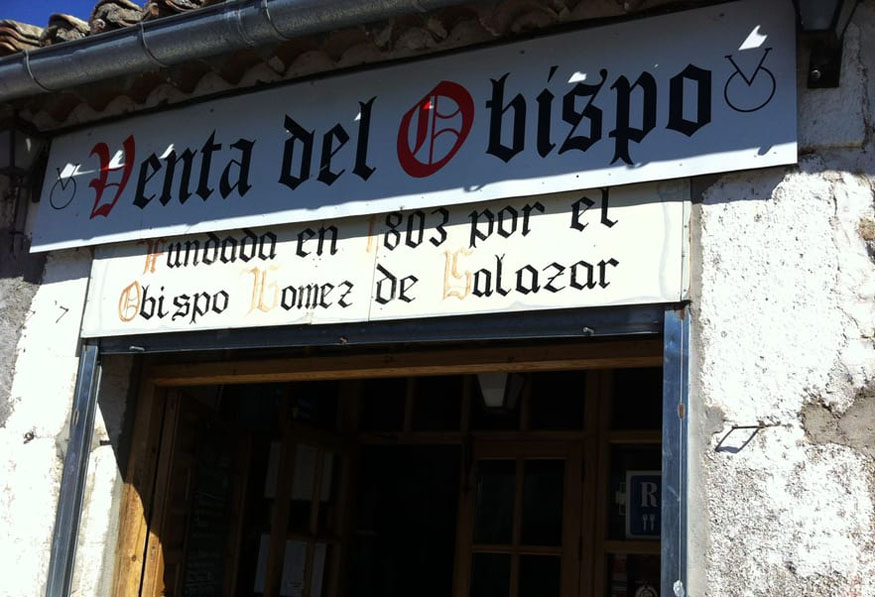 Venta del Obispo
Fundada en 1803 por el
Obispo Gomez de Salazar
R